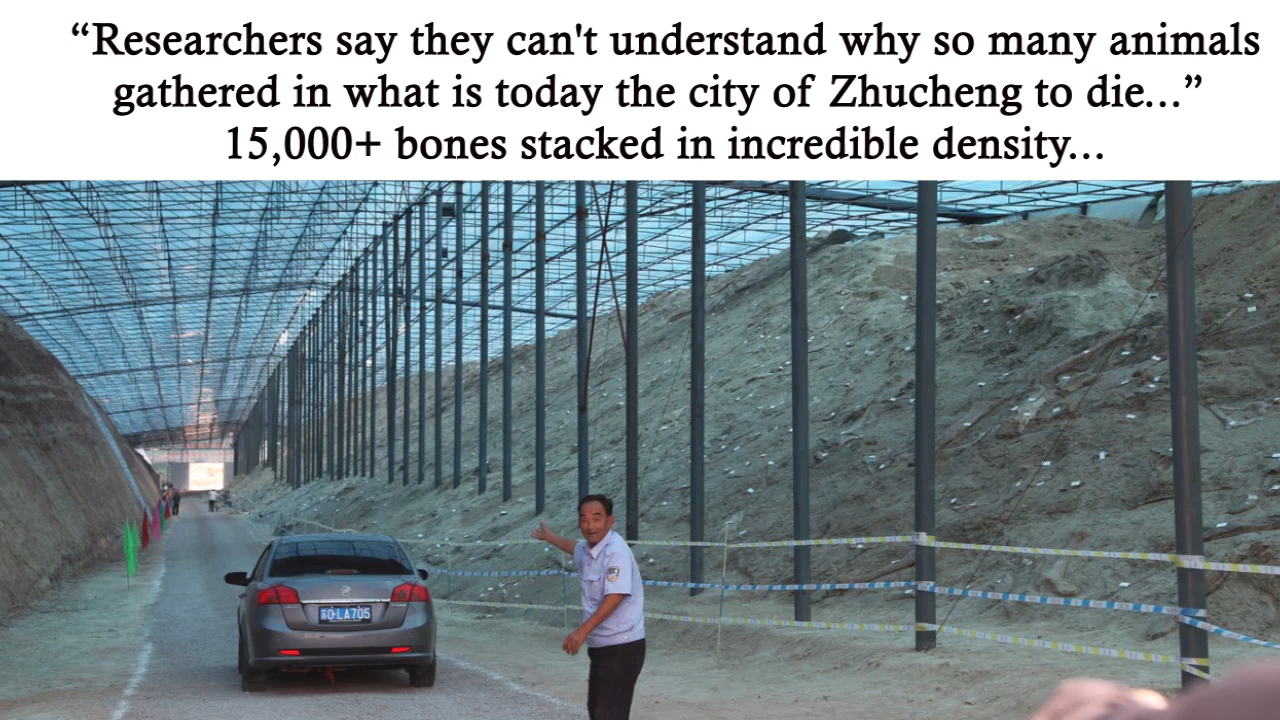 “Researchers say they can't understand why so many animals
gathered in what is today the city of Zhucheng to die...”
15,000+ bones stacked in incredible density...
LA705